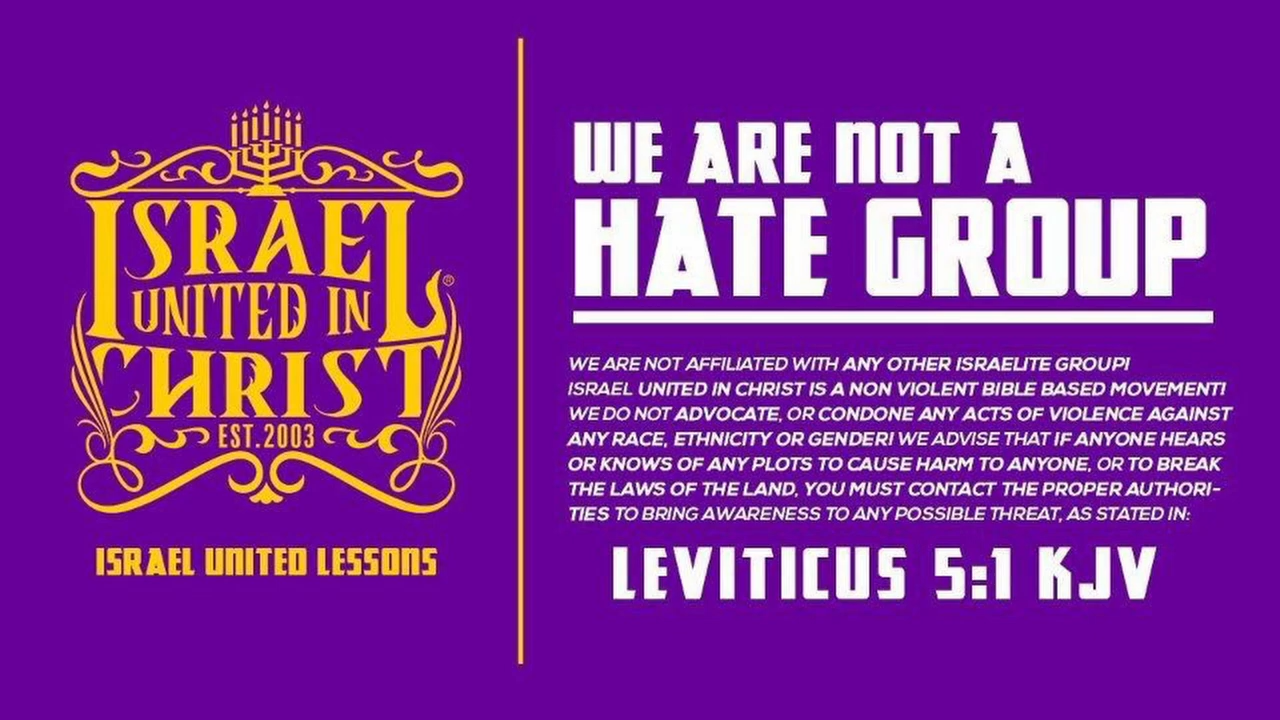 ISRAEL
UNITED IN
CHRIST
EST.2003
ISRAEL UNITED LESSONS
WE ARE NOT A
HATE GROUP
WE ARE NOT AFFILIATED WITH ANY OTHER ISRAELITE GROUP!
ISRAEL UNITED IN CHRIST IS A NON VIOLENT BIBLE BASED MOVEMENT!
WE DO NOT ADVOCATE, OR CONDONE ANY ACTS OF VIOLENCE AGAINST
ANY RACE, ETHNICITY OR GENDER! WE ADVISE THAT IF ANYONE HEARS
OR KNOWS OF ANY PLOTS TO CAUSE HARM TO ANYONE, OR TO BREAK
THE LAWS OF THE LAND, YOU MUST CONTACT THE PROPER AUTHORI-
TIES TO BRING AWARENESS TO ANY POSSIBLE THREAT, AS STATED IN:
LEVITICUS 5:1 KJV